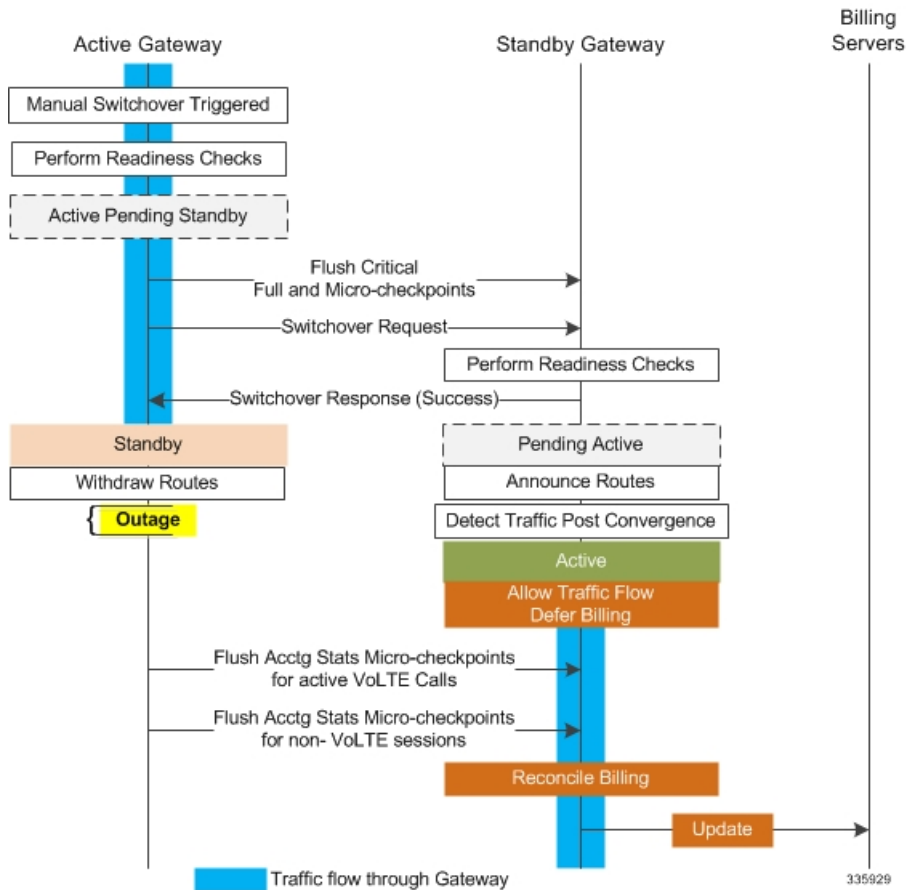 Billing
Servers
Active Gateway
Standby Gateway
Manual Switchover Triggered
Perform Readiness Checks
Active Pending Standby
Flush Critical
Full and Micro-checkpoints
Switchover Request
Perform Readiness Checks
Switchover Response (Success)
Standby
Pending Active
Withdraw Routes
Announce Routes
{ Outage
Detect Traffic Post Convergence
Active
Allow Traffic Flow
Defer Billing
Flush Acctg Stats Micro-checkpoints
for active VoLTE Calls
Flush Acctg Stats Micro-checkpoints
for non- VoLTE sessions
Reconcile Billing
Update
Traffic flow through Gateway
335929